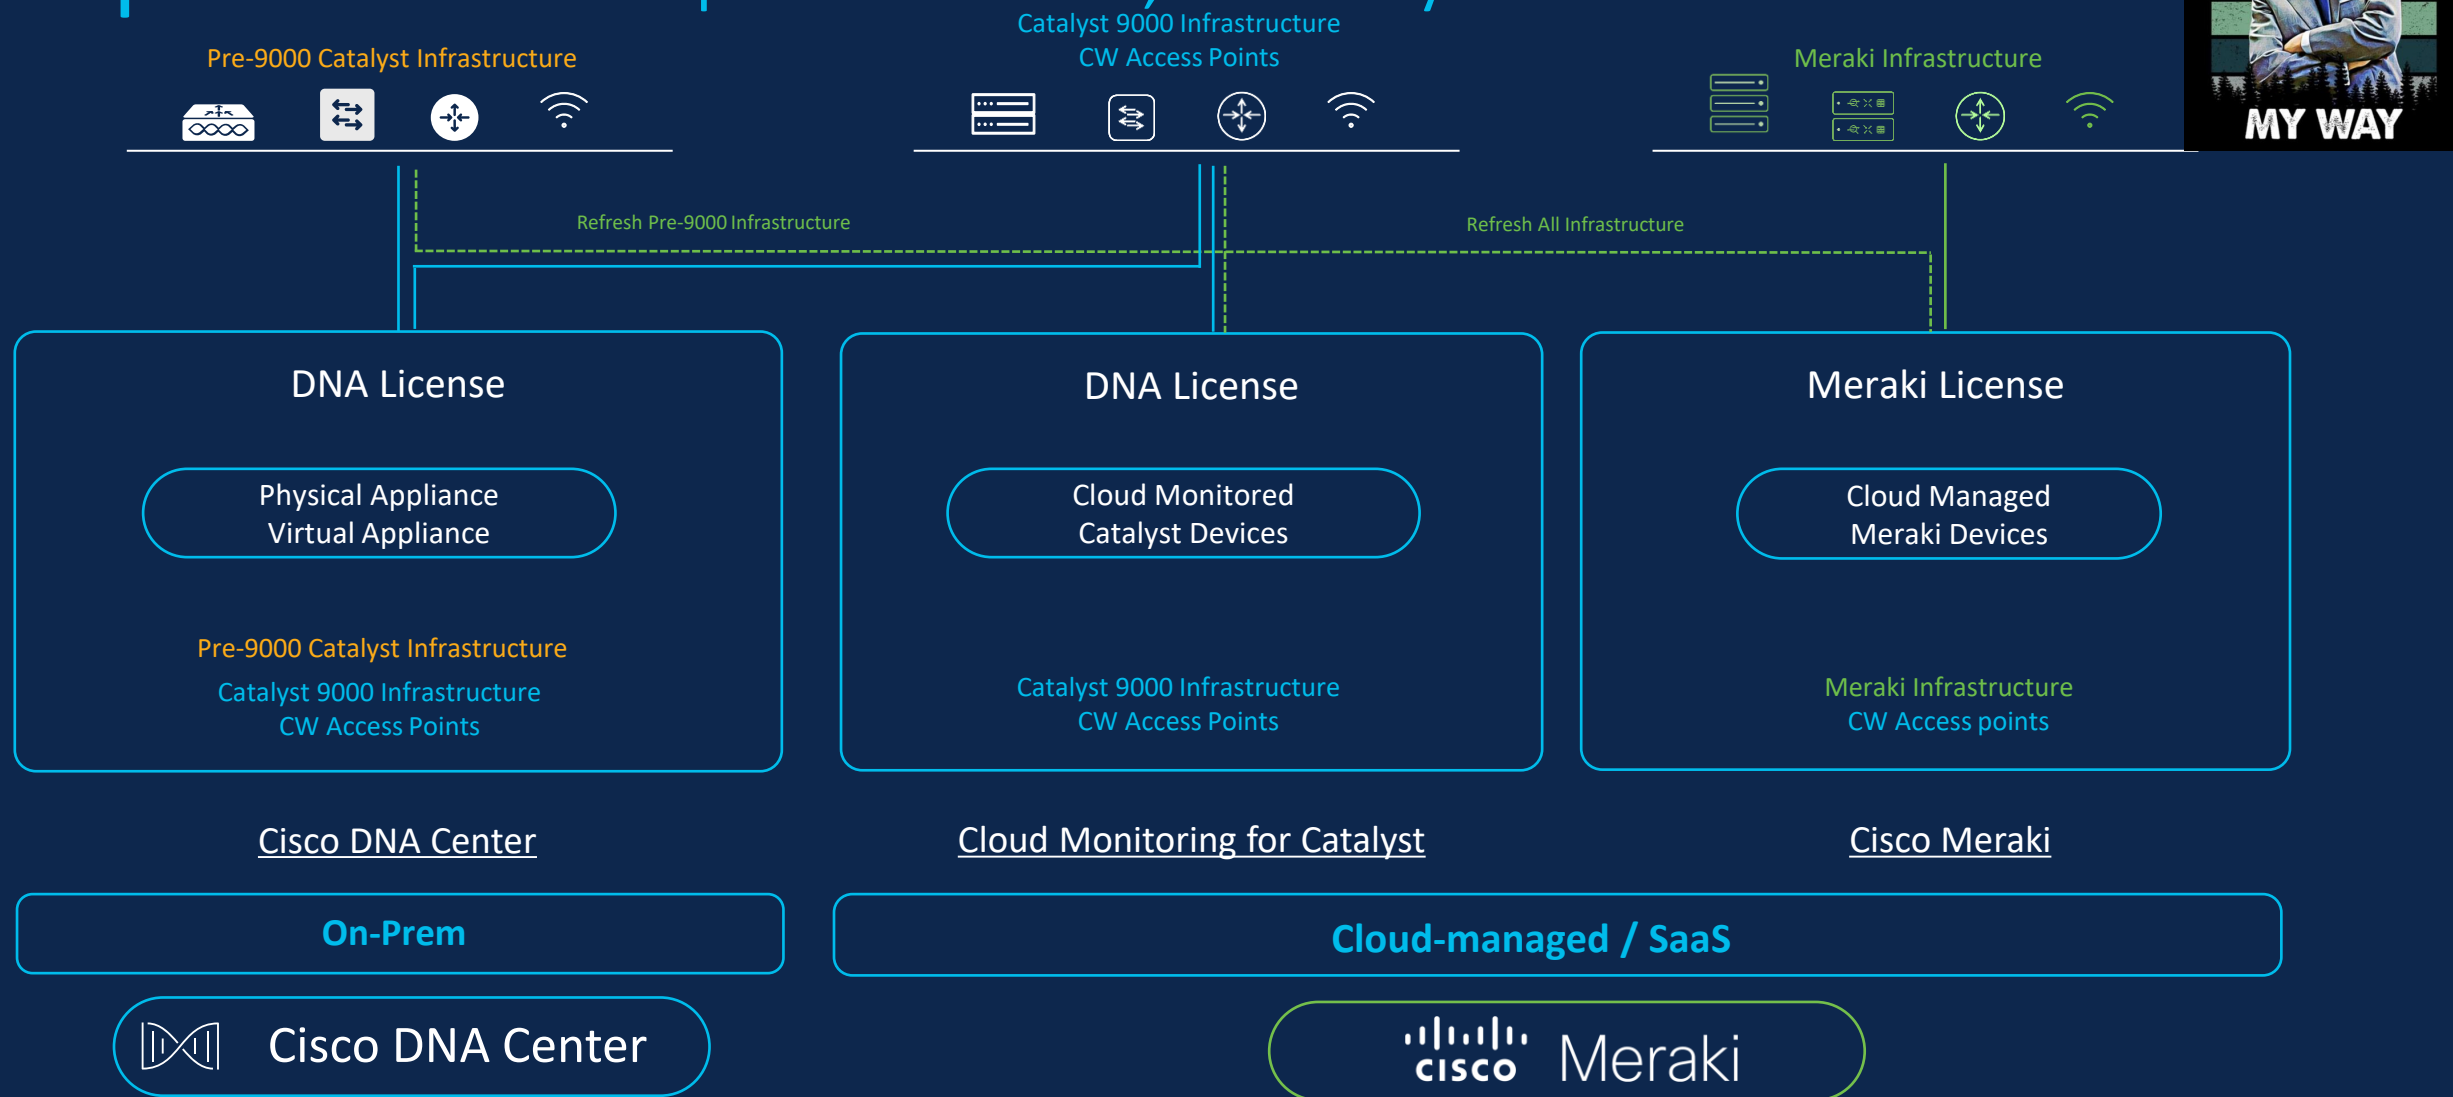 Catalyst 9000 Infrastructure
CW Access Points
Pre-9000 Catalyst Infrastructure
Meraki Infrastructure
MY WAY
Refresh Pre-9000 Infrastructure
Refresh All Infrastructure
DNA License
Physical Appliance
Virtual Appliance
Pre-9000 Catalyst Infrastructure
Catalyst 9000 Infrastructure
CW Access Points
DNA License
Cloud Monitored
Catalyst Devices
Catalyst 9000 Infrastructure
CW Access Points
Meraki License
Cloud Managed
Meraki Devices
Meraki Infrastructure
CW Access points
Cisco DNA Center
Cloud Monitoring for Catalyst
Cisco Meraki
On-Prem
Cloud-managed / SaaS
Cisco DNA Center
CISCO Meraki